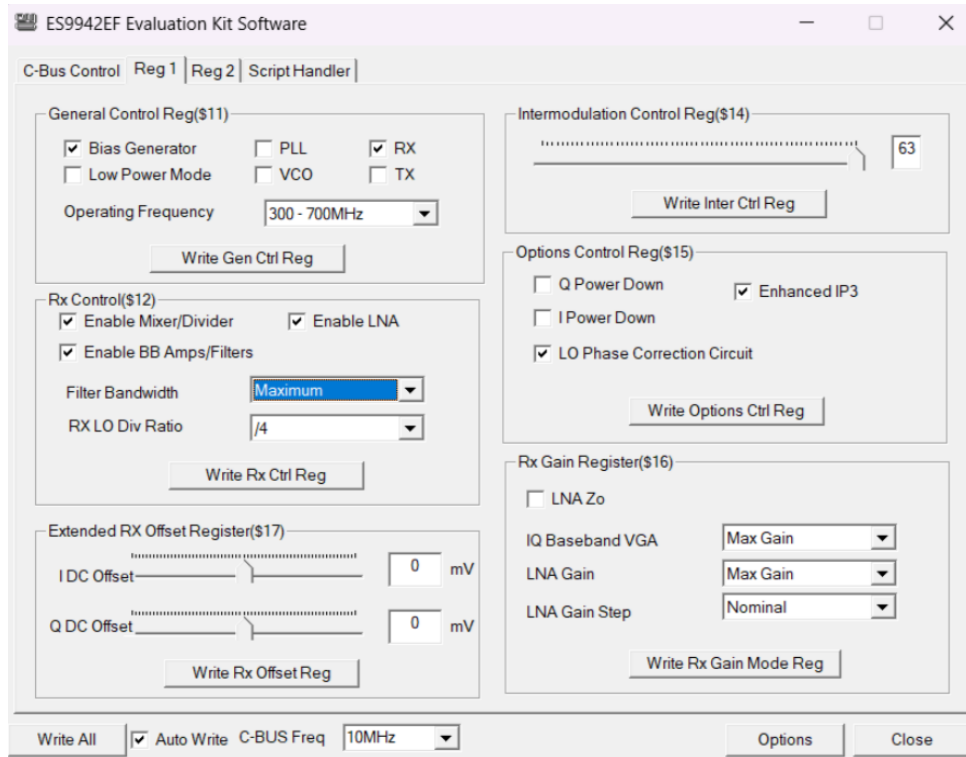 ES9942EF Evaluation Kit Software
C-Bus Control Reg 1 Reg 2 Script Handler
General Control Reg($11)
Bias Generator PLL RX
Low Power Mode VCO TX
Operating Frequency 300 - 700MHz
Write Gen Ctrl Reg
Rx Control($12)
Enable Mixer/Divider Enable LNA
Enable BB Amps/Filters
Filter Bandwidth Maximum
RX LO Div Ratio /4
Write Rx Ctrl Reg
Extended RX Offset Register($17)
I DC Offset 0 mV
Q DC Offset 0 mV
Write Rx Offset Reg
Intermodulation Control Reg($14)
63
Write Inter Ctrl Reg
Options Control Reg($15)
Q Power Down Enhanced IP3
I Power Down
LO Phase Correction Circuit
Write Options Ctrl Reg
Rx Gain Register($16)
LNA Zo
IQ Baseband VGA Max Gain
LNA Gain Max Gain
LNA Gain Step Nominal
Write Rx Gain Mode Reg
Write All Auto Write C-BUS Freq 10MHz Options Close